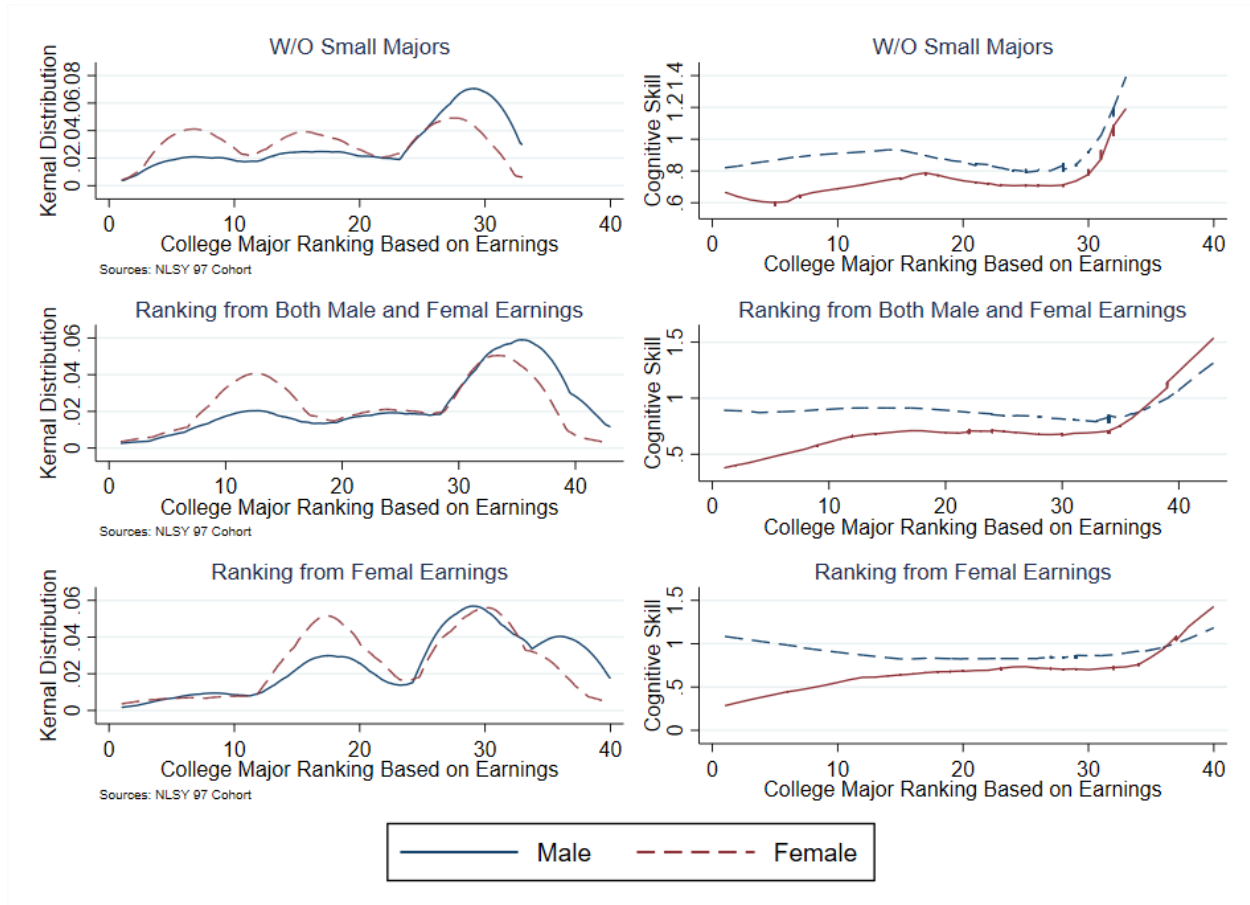 W/O Small Majors
Kernal Distribution
0 .02 .04 .06 .08
0 10 20 30 40
College Major Ranking Based on Earnings
Sources: NLSY 97 Cohort
W/O Small Majors
Cognitive Skill
.6 .8 1 1.2 1.4
0 10 20 30 40
College Major Ranking Based on Earnings
Ranking from Both Male and Femal Earnings
Kernal Distribution
0 .02 .04 .06
0 10 20 30 40
College Major Ranking Based on Earnings
Sources: NLSY 97 Cohort
Ranking from Both Male and Femal Earnings
Cognitive Skill
.5 1 1.5
0 10 20 30 40
College Major Ranking Based on Earnings
Ranking from Femal Earnings
Kernal Distribution
0 .02 .04 .06
0 10 20 30 40
College Major Ranking Based on Earnings
Sources: NLSY 97 Cohort
Ranking from Femal Earnings
Cognitive Skill
0 .5 1 1.5
0 10 20 30 40
College Major Ranking Based on Earnings
Male Female